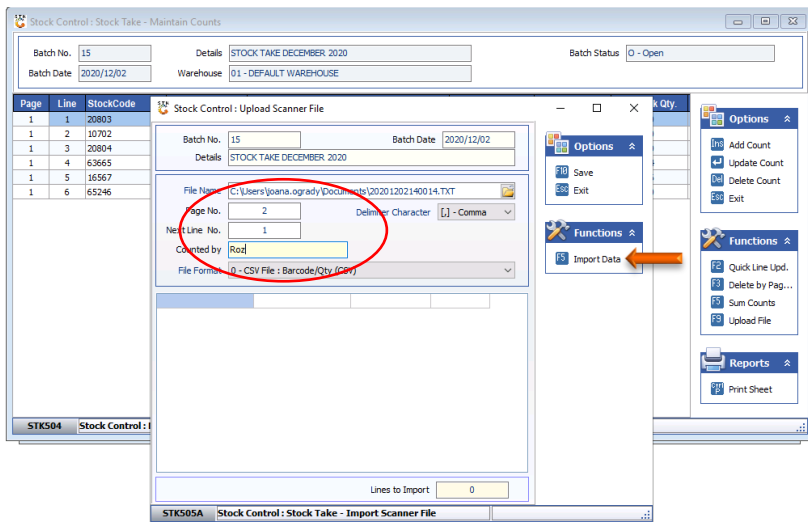 Stock Control : Stock Take - Maintain Counts
Batch No. 15 Details STOCK TAKE DECEMBER 2020 Batch Status O - Open
Batch Date 2020/12/02 Warehouse 01 - DEFAULT WAREHOUSE
Page Line StockCode k Qty.
1 1 20803
1 2 10702
1 3 20804
1 4 63665
1 5 16567
1 6 65246
Options
Ins Add Count
Update Count
Del Delete Count
Esc Exit
Functions
F2 Quick Line Upd.
F3 Delete by Pag...
F5 Sum Counts
F9 Upload File
Reports
Ctrl P Print Sheet
STK504 Stock Control : I
Stock Control : Upload Scanner File
Batch No. 15 Batch Date 2020/12/02
Details STOCK TAKE DECEMBER 2020
File Name C:\Users\joana.ogrady\Documents\20201202140014.TXT
Page No. 2 Delimiter Character [,] - Comma
Next Line No. 1
Counted by Roz
File Format 0 - CSV File : Barcode/Qty (CSV)
Options
F10 Save
Esc Exit
Functions
F5 Import Data
Lines to Import 0
STK505A Stock Control : Stock Take - Import Scanner File